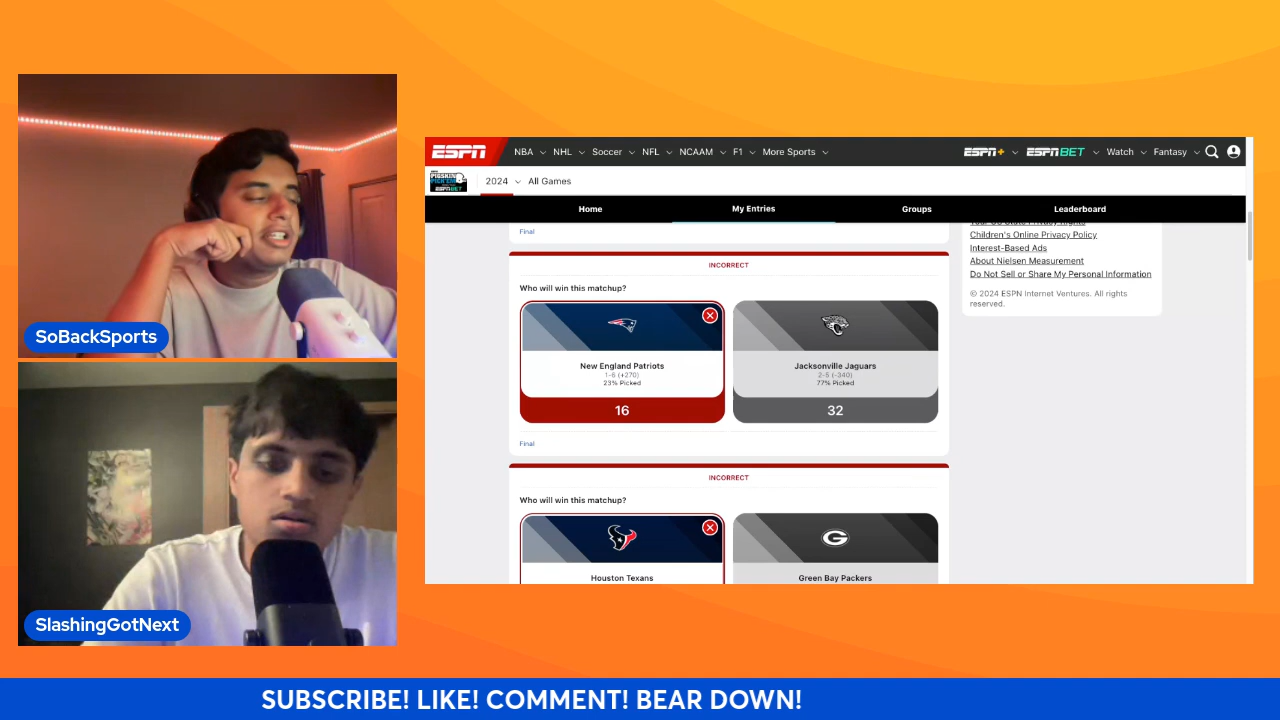 SoBackSports
SlashingGotNext
ESPN
NBA NHL Soccer NFL NCAAM F1 More Sports
ESPN+ ESPN BET Watch Fantasy
2024 All Games
Home My Entries Groups Leaderboard
Final
Children's Online Privacy Policy
Interest-Based Ads
About Nielsen Measurement
Do Not Sell or Share My Personal Information
© 2024 ESPN Internet Ventures. All rights
reserved.
INCORRECT
Who will win this matchup?
New England Patriots
1-6 (+270)
23% Picked
16
Jacksonville Jaguars
2-5 (-340)
77% Picked
32
Final
INCORRECT
Who will win this matchup?
Houston Texans
Green Bay Packers
SUBSCRIBE! LIKE! COMMENT! BEAR DOWN!